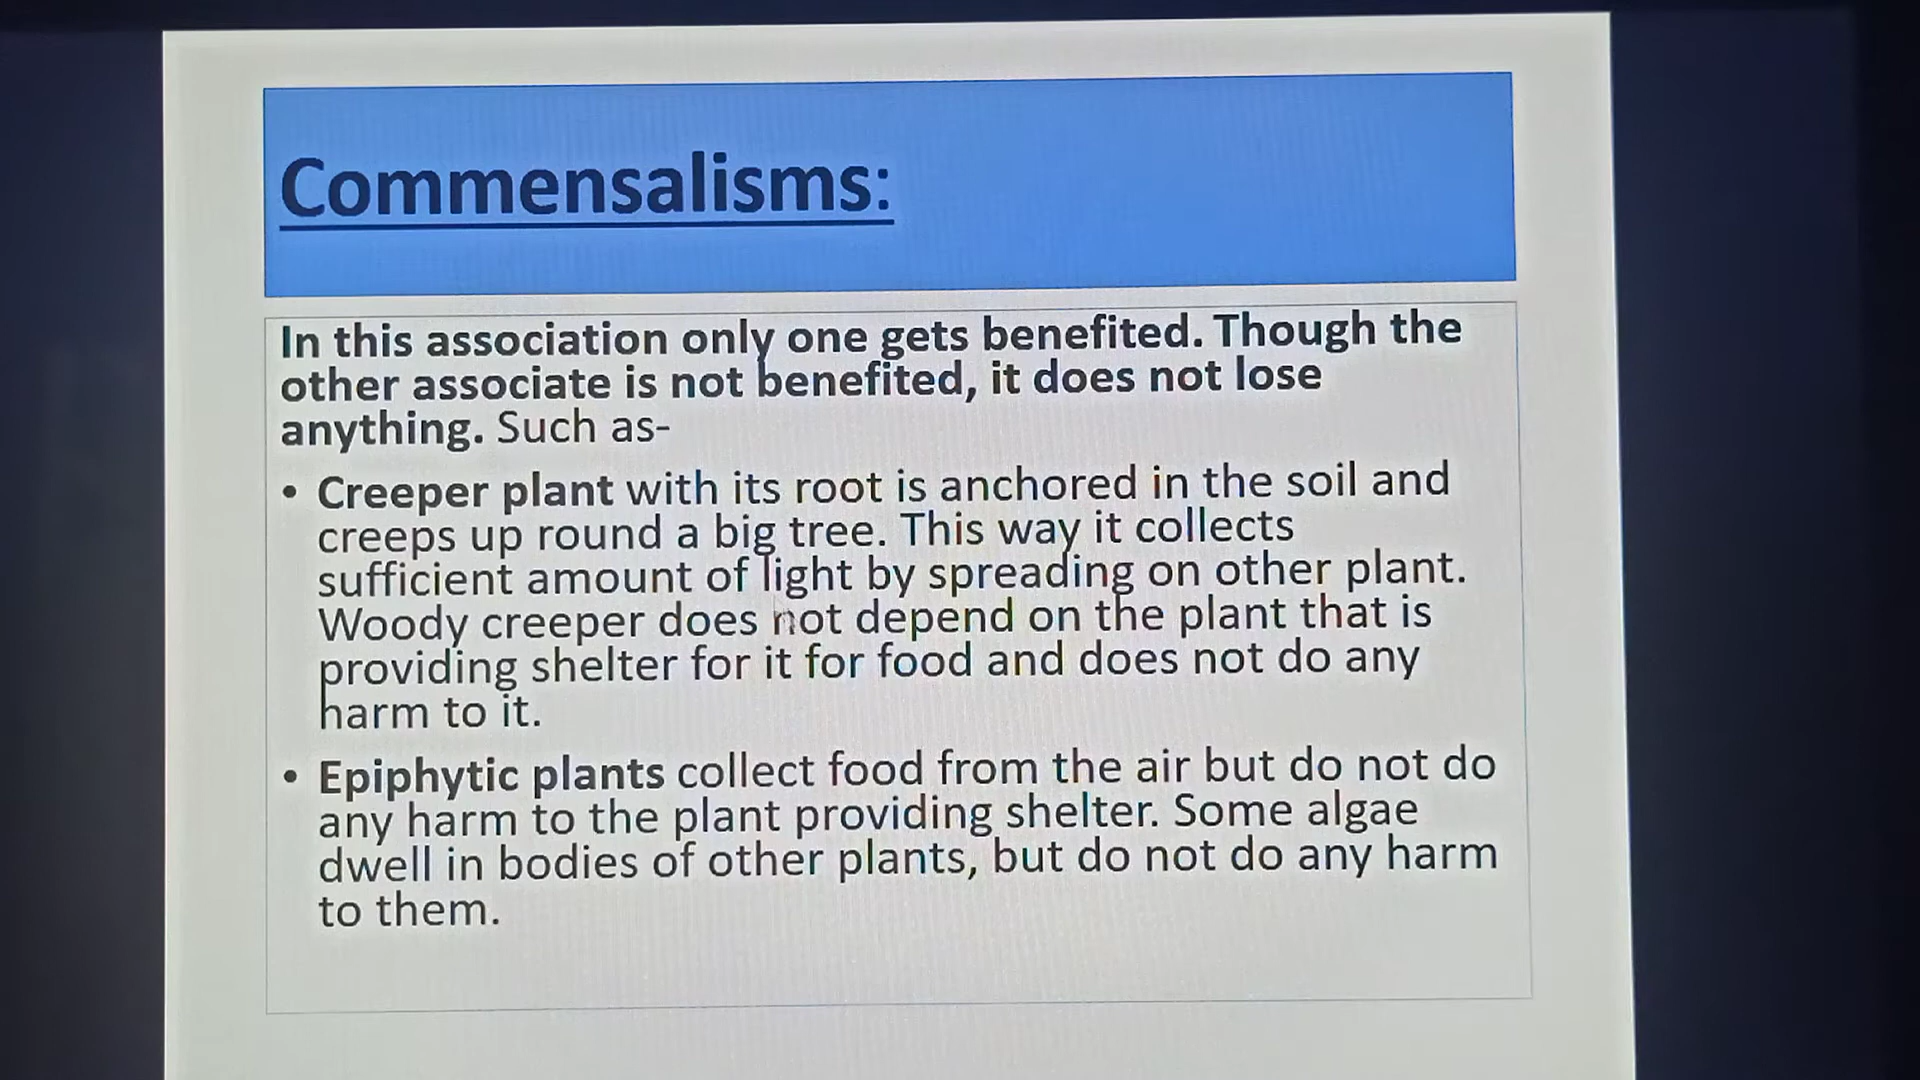 Commensalisms:
In this association only one gets benefited. Though the
other associate is not benefited, it does not lose
anything. Such as-
• Creeper plant with its root is anchored in the soil and
creeps up round a big tree. This way it collects
sufficient amount of light by spreading on other plant.
Woody creeper does not depend on the plant that is
providing shelter for it for food and does not do any
harm to it.
• Epiphytic plants collect food from the air but do not do
any harm to the plant providing shelter. Some algae
dwell in bodies of other plants, but do not do any harm
to them.